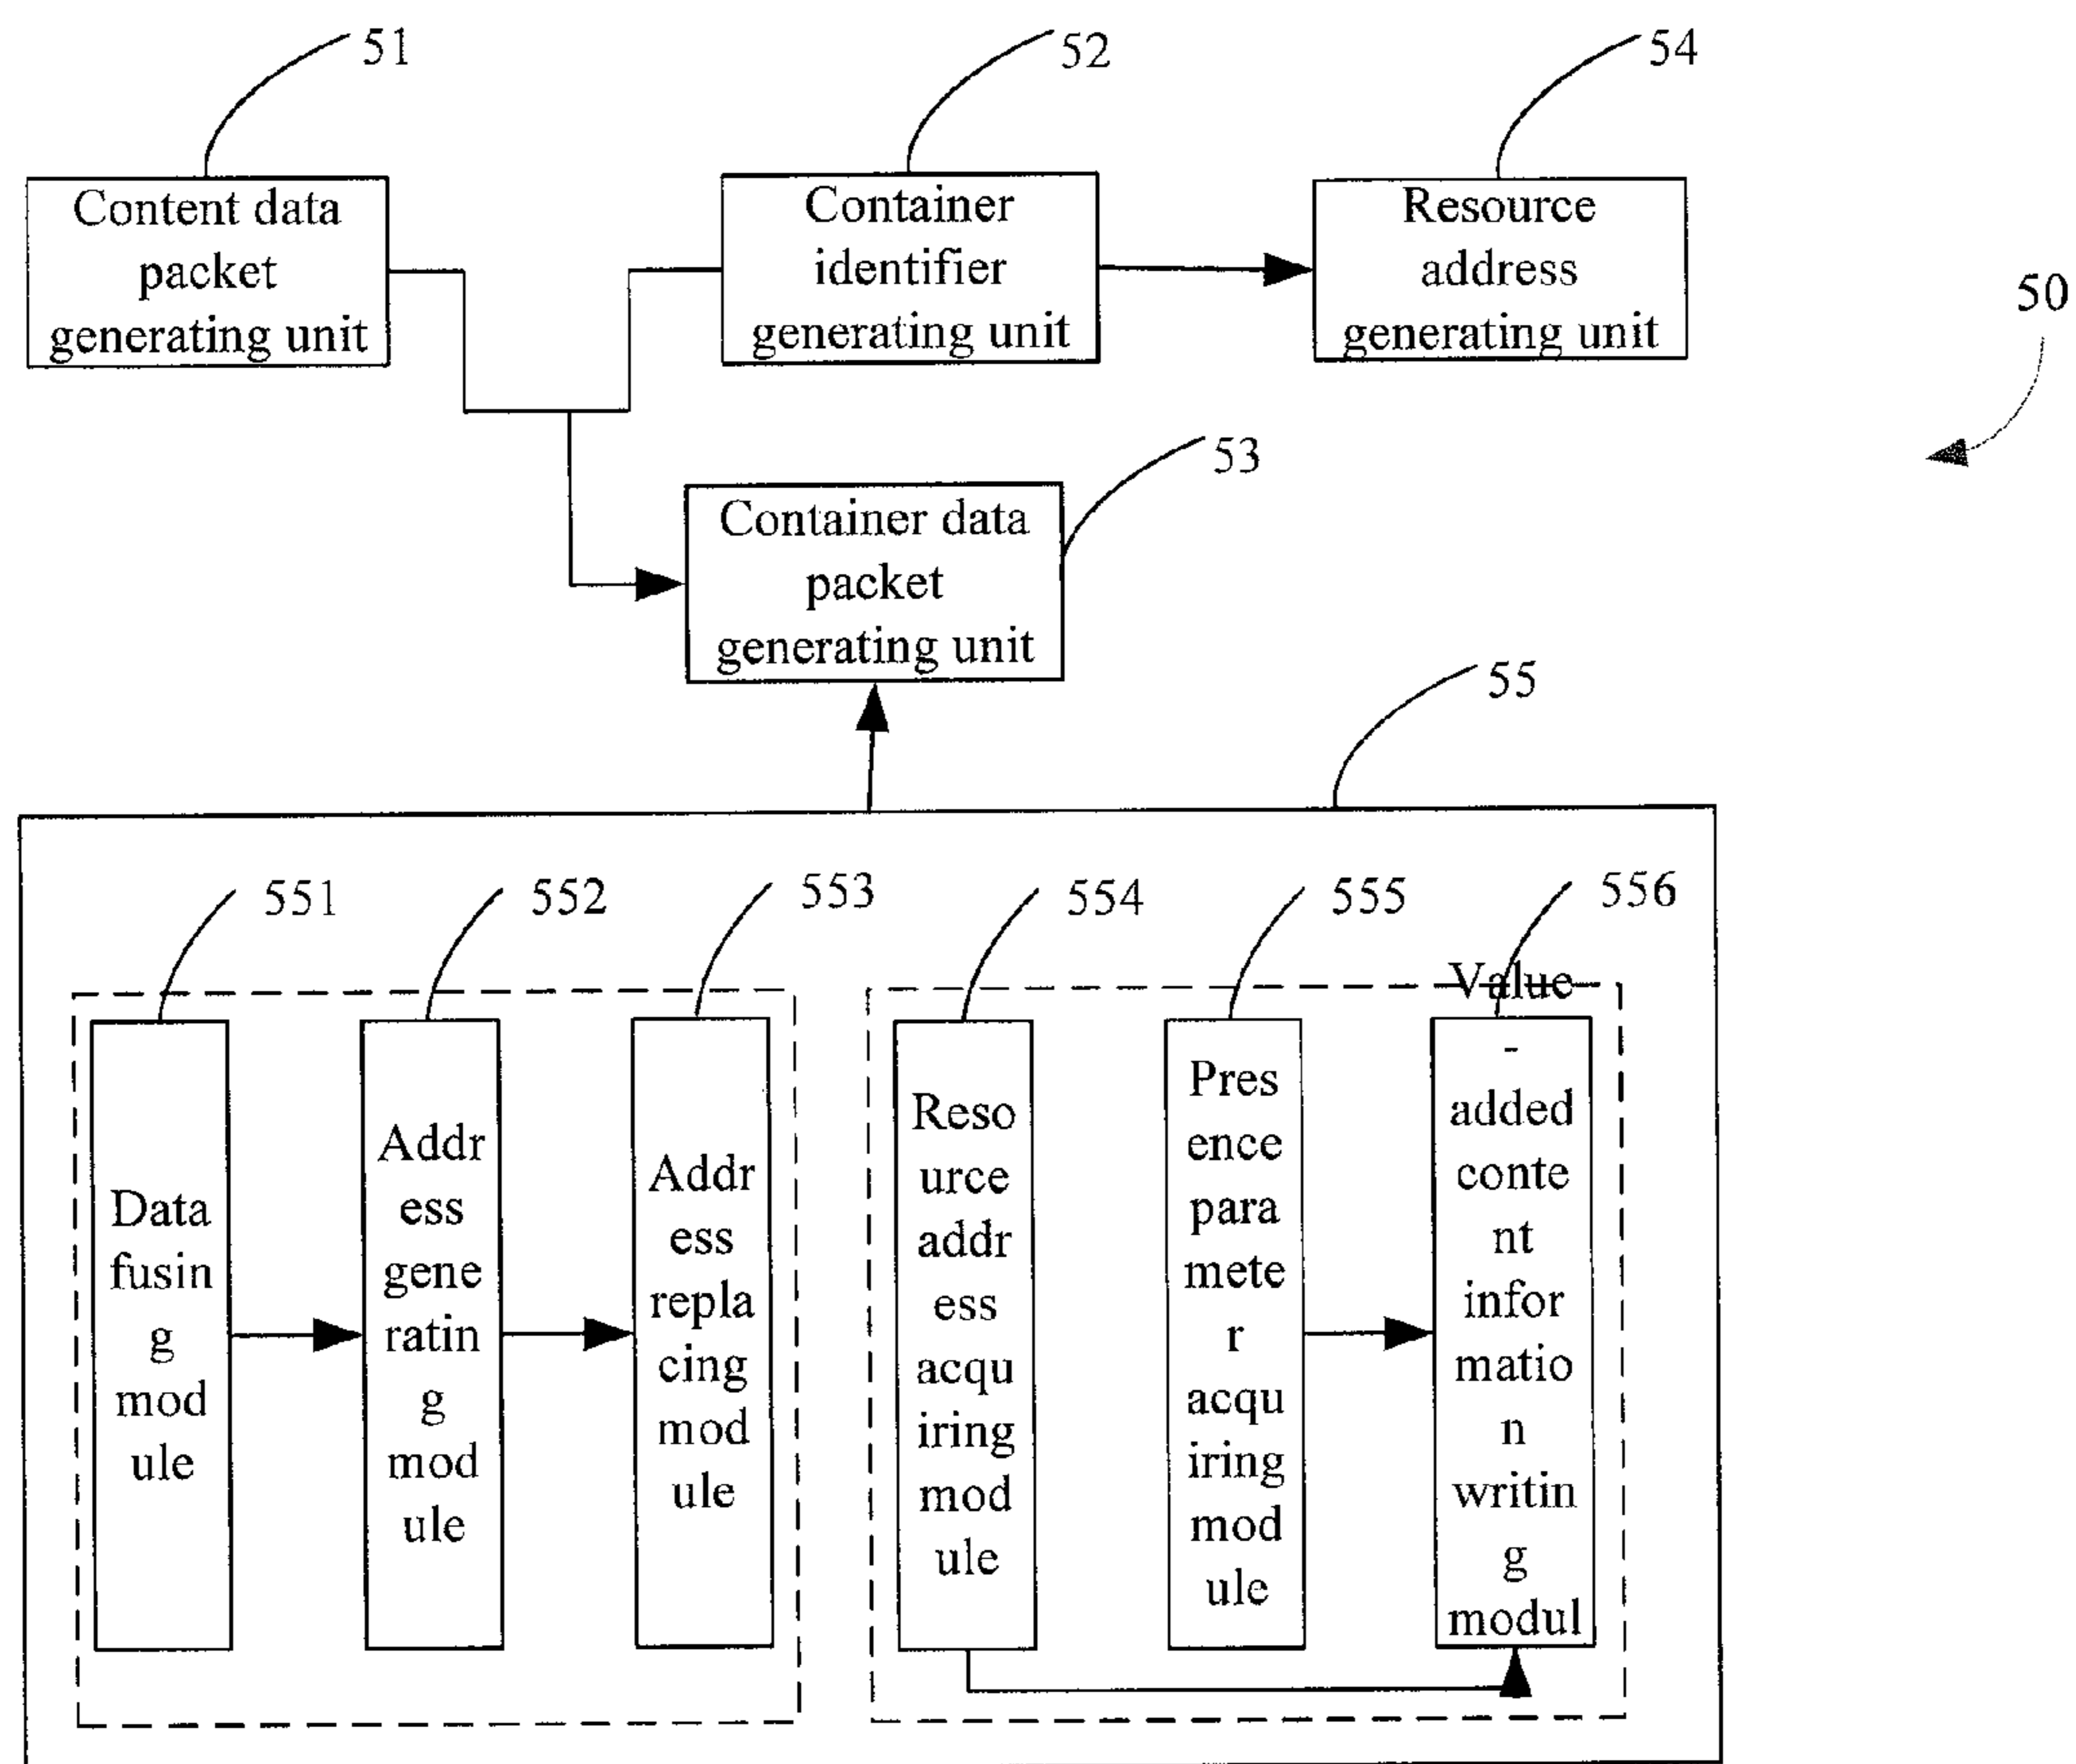 51
52
54
Content data
packet
generating unit
Container
identifier
generating unit
Resource
address
generating unit
50
53
Container data
packet
generating unit
55
551
552
553
554
555
556
Data
fusin
g
mod
ule
Addr
ess
gene
ratin
g
mod
ule
Addr
ess
repla
cing
mod
ule
Reso
urce
addr
ess
acqu
iring
mod
ule
Pres
ence
para
mete
r
acqu
iring
mod
ule
Value
-
added
conte
nt
infor
matio
n
writin
g
modul